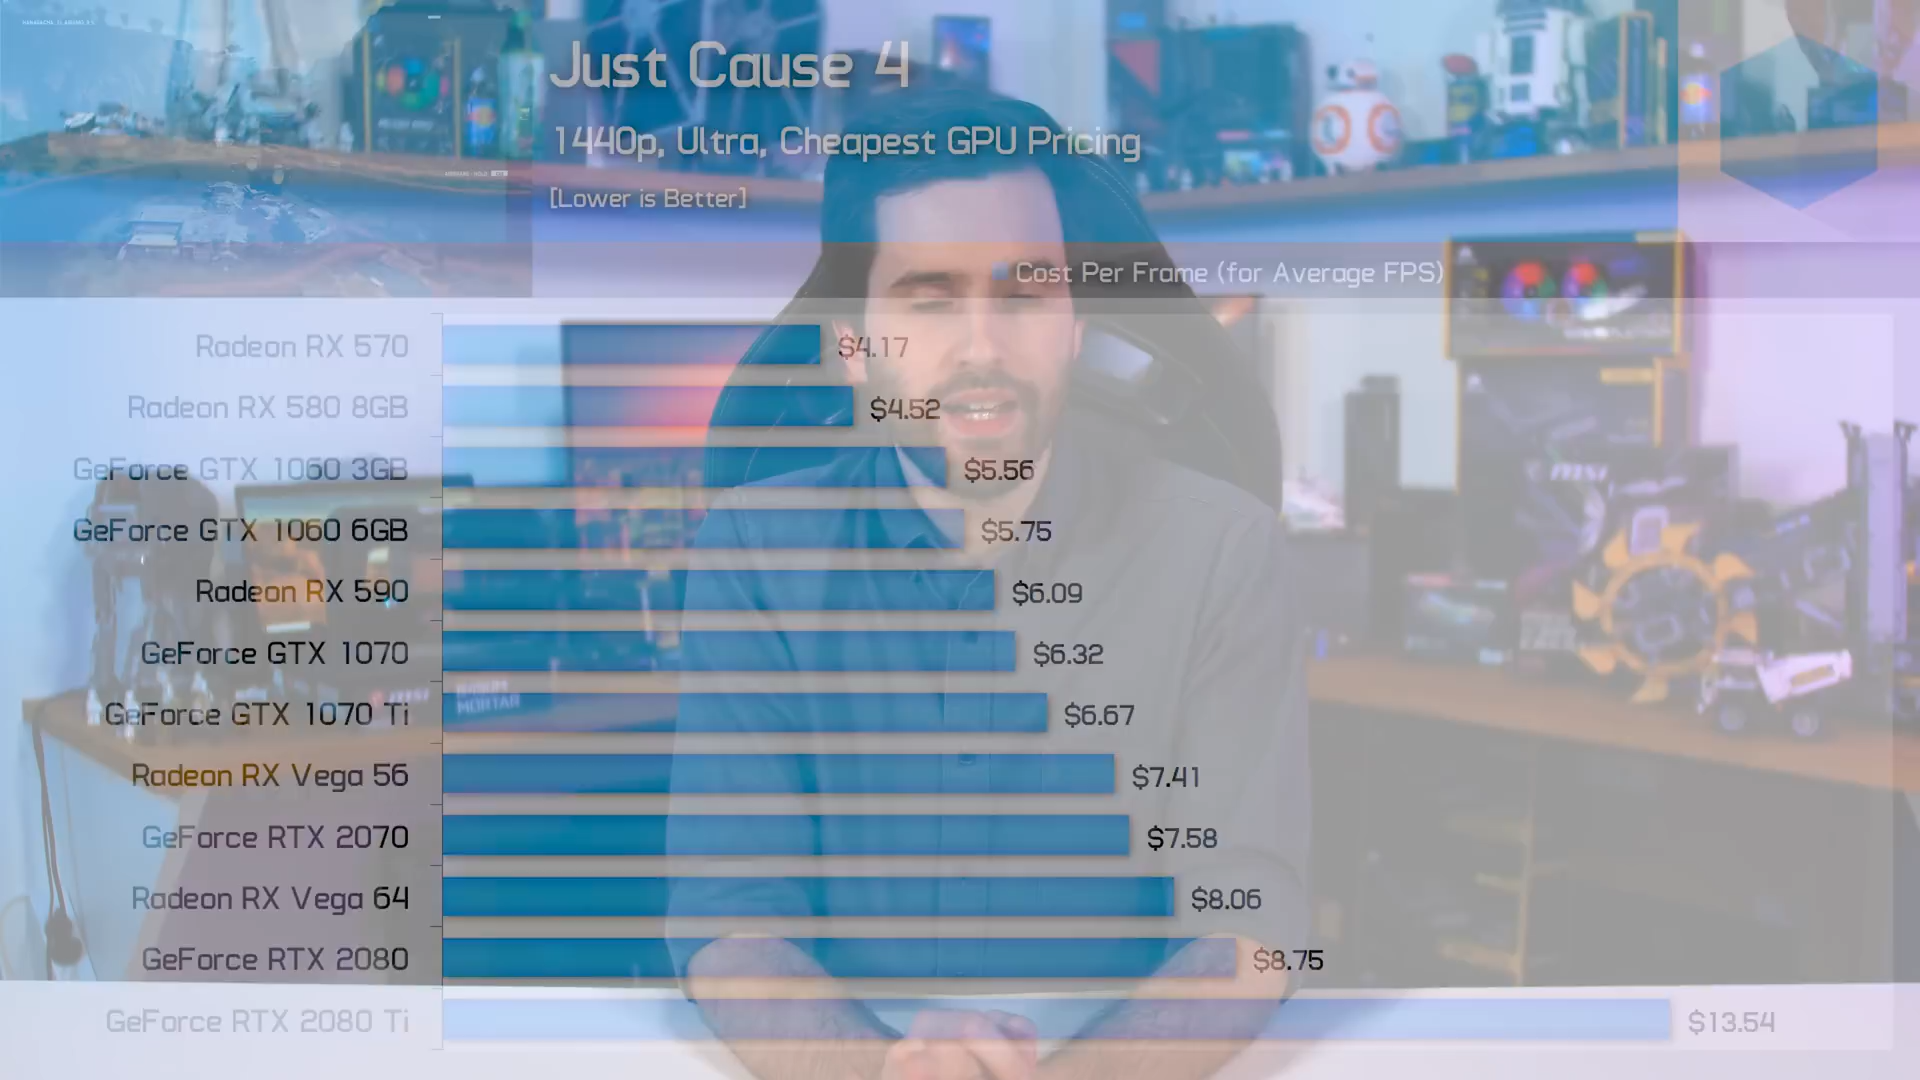 Just Cause 4
1440p, Ultra, Cheapest GPU Pricing
[Lower is Better]
Cost Per Frame (for Average FPS)
Radeon RX 570 $4.17
Radeon RX 580 8GB $4.52
GeForce GTX 1060 3GB $5.56
GeForce GTX 1060 6GB $5.75
Radeon RX 590 $6.09
GeForce GTX 1070 $6.32
GeForce GTX 1070 Ti $6.67
Radeon RX Vega 56 $7.41
GeForce RTX 2070 $7.58
Radeon RX Vega 64 $8.06
GeForce RTX 2080 $8.75
GeForce RTX 2080 Ti $13.54
msi
MORTAR